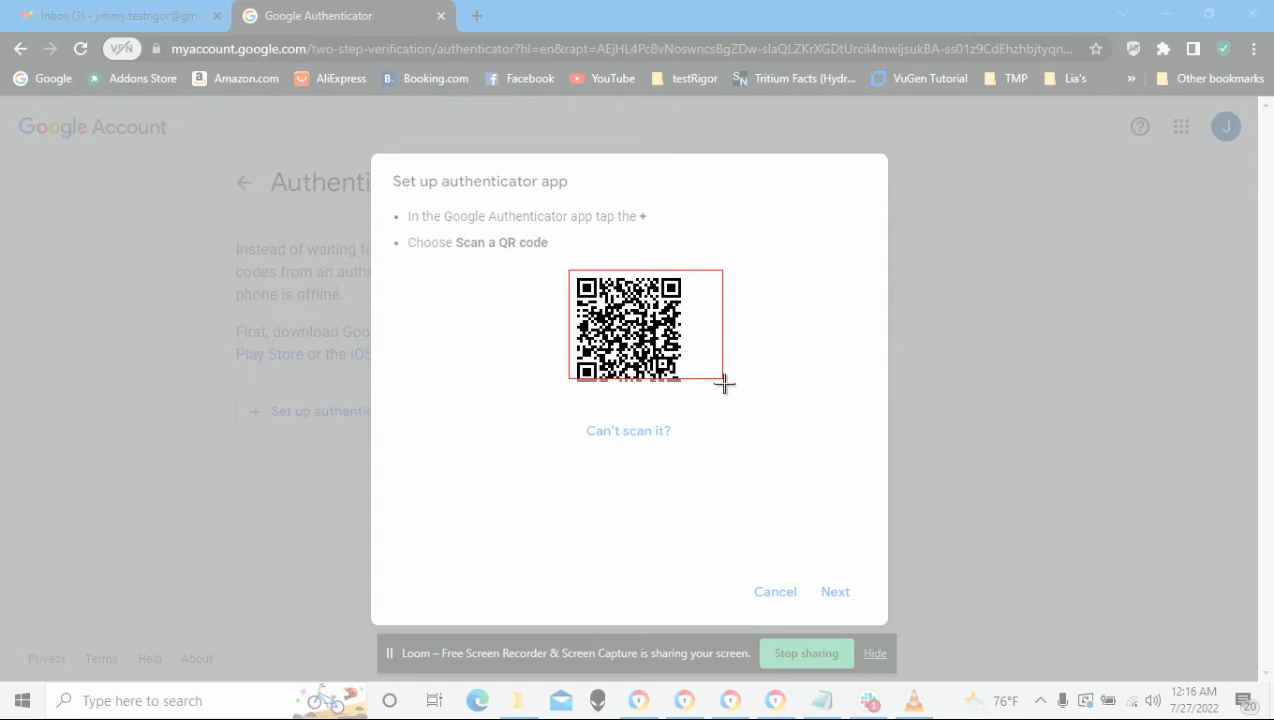 Inbox (3) - jimmy.testrigor@gm
Google Authenticator
VPN
myaccount.google.com/two-step-verification/authenticator?hl=en&rapt=
Google
Addons Store
Amazon.com
AliExpress
Booking.com
Facebook
YouTube
testRigor
Tritium Facts (Hydr...
VuGen Tutorial
TMP
Lia's
»
Other bookmarks
Google Account
J
Authenti
Set up authenticator app
• In the Google Authenticator app tap the +
• Choose Scan a QR code
Instead of waiting f
codes from an auth
phone is offline.
First, download Goo
Play Store or the iOS
+ Set up authentic
Can't scan it?
Cancel
Next
Loom – Free Screen Recorder & Screen Capture is sharing your screen.
Stop sharing
Hide
Privacy
Terms
Help
About
Type here to search
76°F
12:16 AM
7/27/2022
20